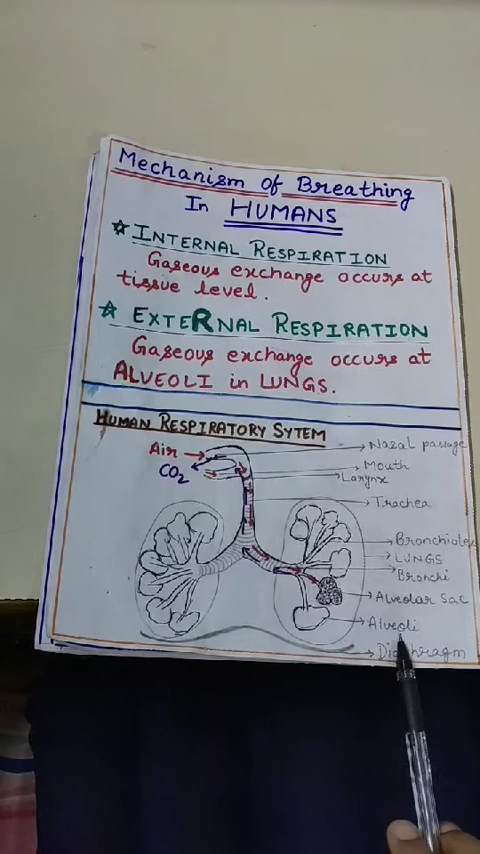 Mechanism of Breathing
In HUMANS
☆ INTERNAL RESPIRATION
Gaseous exchange occurs at
tissue level.
☆ EXTERNAL RESPIRATION
Gaseous exchange occurs at
ALVEOLI in LUNGS.
HUMAN RESPIRATORY SYTEM
Air
CO2
Nasal passage
Mouth
Larynx
Trachea
Bronchioles
LUNGS
Bronchi
Alveolar Sac
Alveoli
Diaphragm